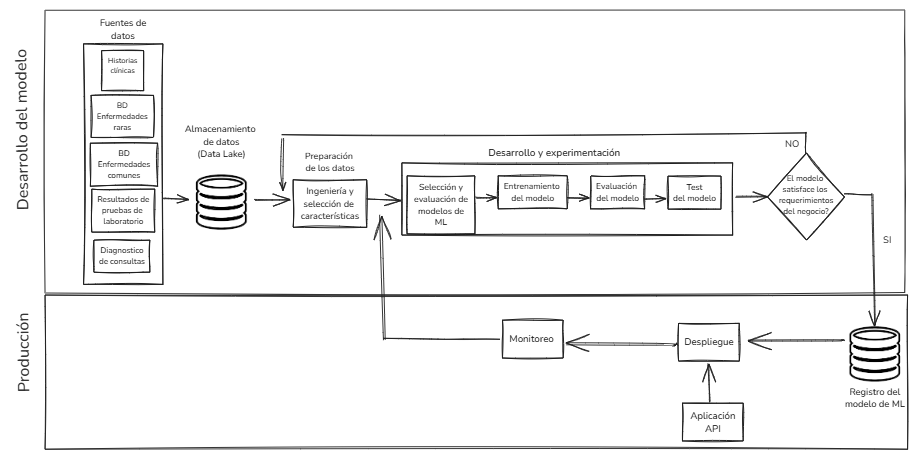 Desarrollo del modelo
Fuentes de
datos
Historias
clínicas
BD
Enfermedades
raras
BD
Enfermedades
comunes
Resultados de
pruebas de
laboratorio
Diagnostico
de consultas
Almacenamiento
de datos
(Data Lake)
Preparación
de los datos
Ingeniería y
selección de
características
Desarrollo y experimentación
Selección y
evaluación de
modelos de
ML
Entrenamiento
del modelo
Evaluación
del modelo
Test
del modelo
NO
El modelo
satisface los
requerimientos
del negocio?
SI
Producción
Monitoreo
Despliegue
Aplicación
API
Registro del
modelo de ML